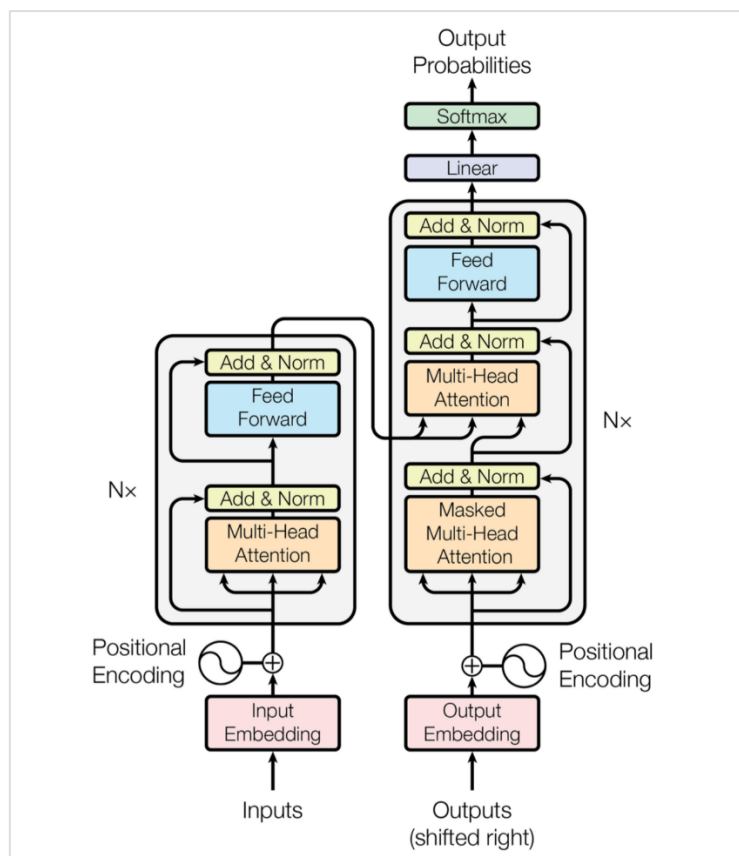 Output
Probabilities
Softmax
Linear
Add & Norm
Feed
Forward
Add & Norm
Multi-Head
Attention
Add & Norm
Masked
Multi-Head
Attention
N×
Add & Norm
Feed
Forward
Add & Norm
Multi-Head
Attention
N×
Positional
Encoding
Positional
Encoding
Input
Embedding
Output
Embedding
Inputs
Outputs
(shifted right)